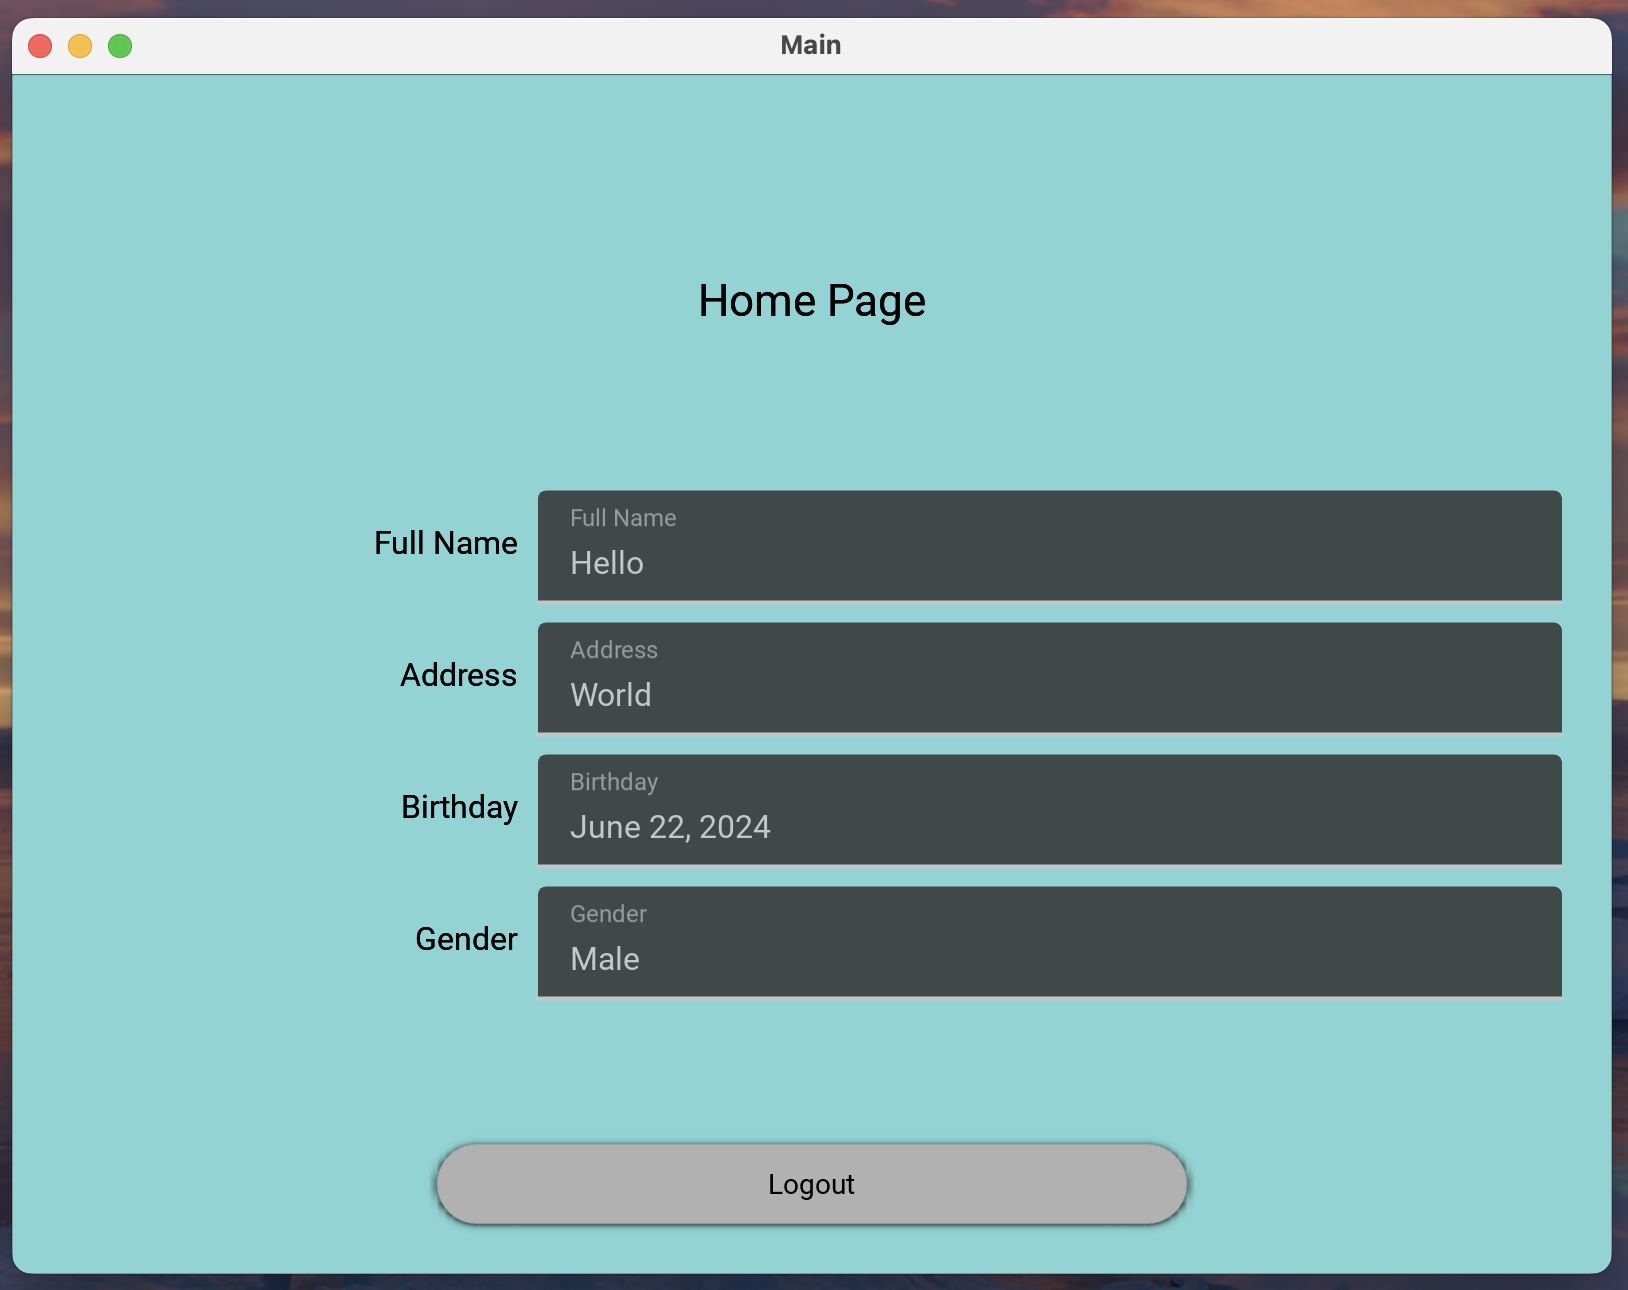 Main
Home Page
Full Name
Full Name
Hello
Address
Address
World
Birthday
Birthday
June 22, 2024
Gender
Gender
Male
Logout